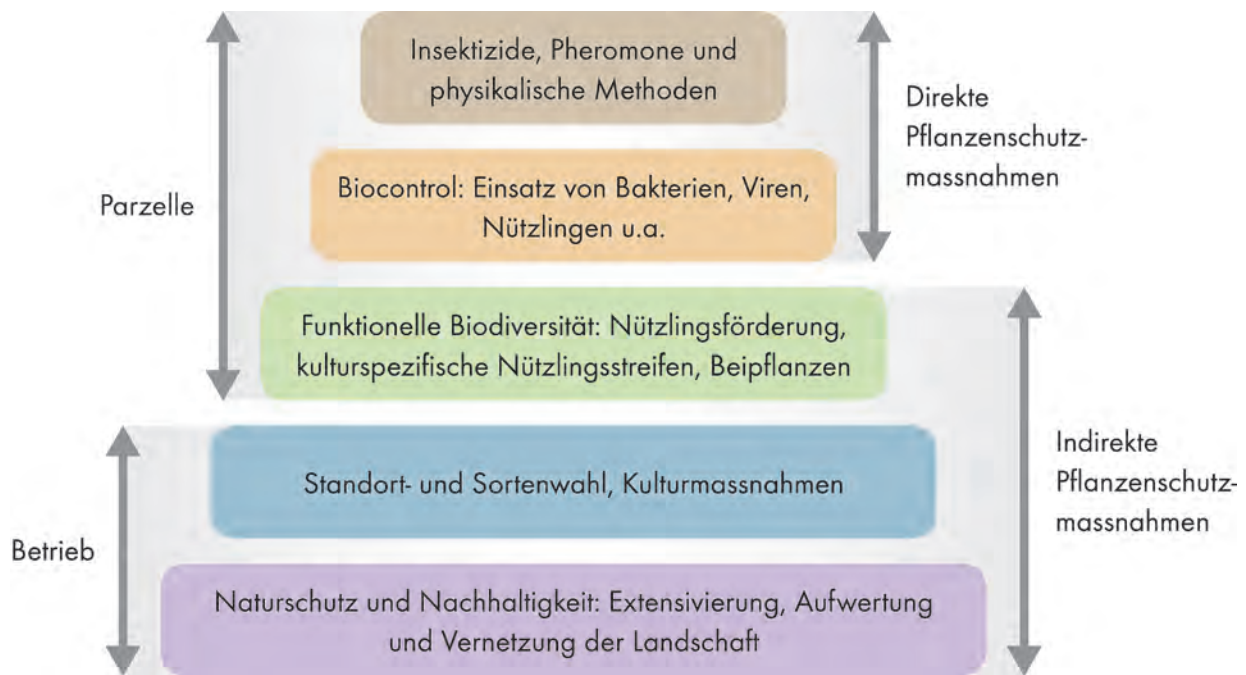 Insektizide, Pheromone und
physikalische Methoden
Direkte
Pflanzenschutz-
massnahmen
Parzelle
Biocontrol: Einsatz von Bakterien, Viren,
Nützlingen u.a.
Funktionelle Biodiversität: Nützlingsförderung,
kulturspezifische Nützlingsstreifen, Beipflanzen
Standort- und Sortenwahl, Kulturmassnahmen
Indirekte
Pflanzenschutz-
massnahmen
Betrieb
Naturschutz und Nachhaltigkeit: Extensivierung, Aufwertung
und Vernetzung der Landschaft